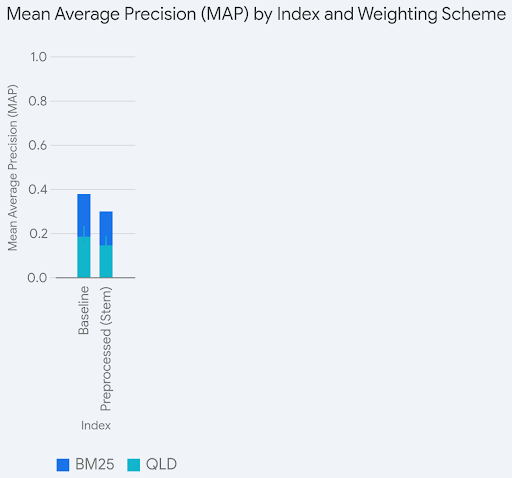 Mean Average Precision (MAP) by Index and Weighting Scheme
Mean Average Precision (MAP)
1.0
0.8
0.6
0.4
0.2
0.0
Baseline
Preprocessed (Stem)
Index
BM25
QLD